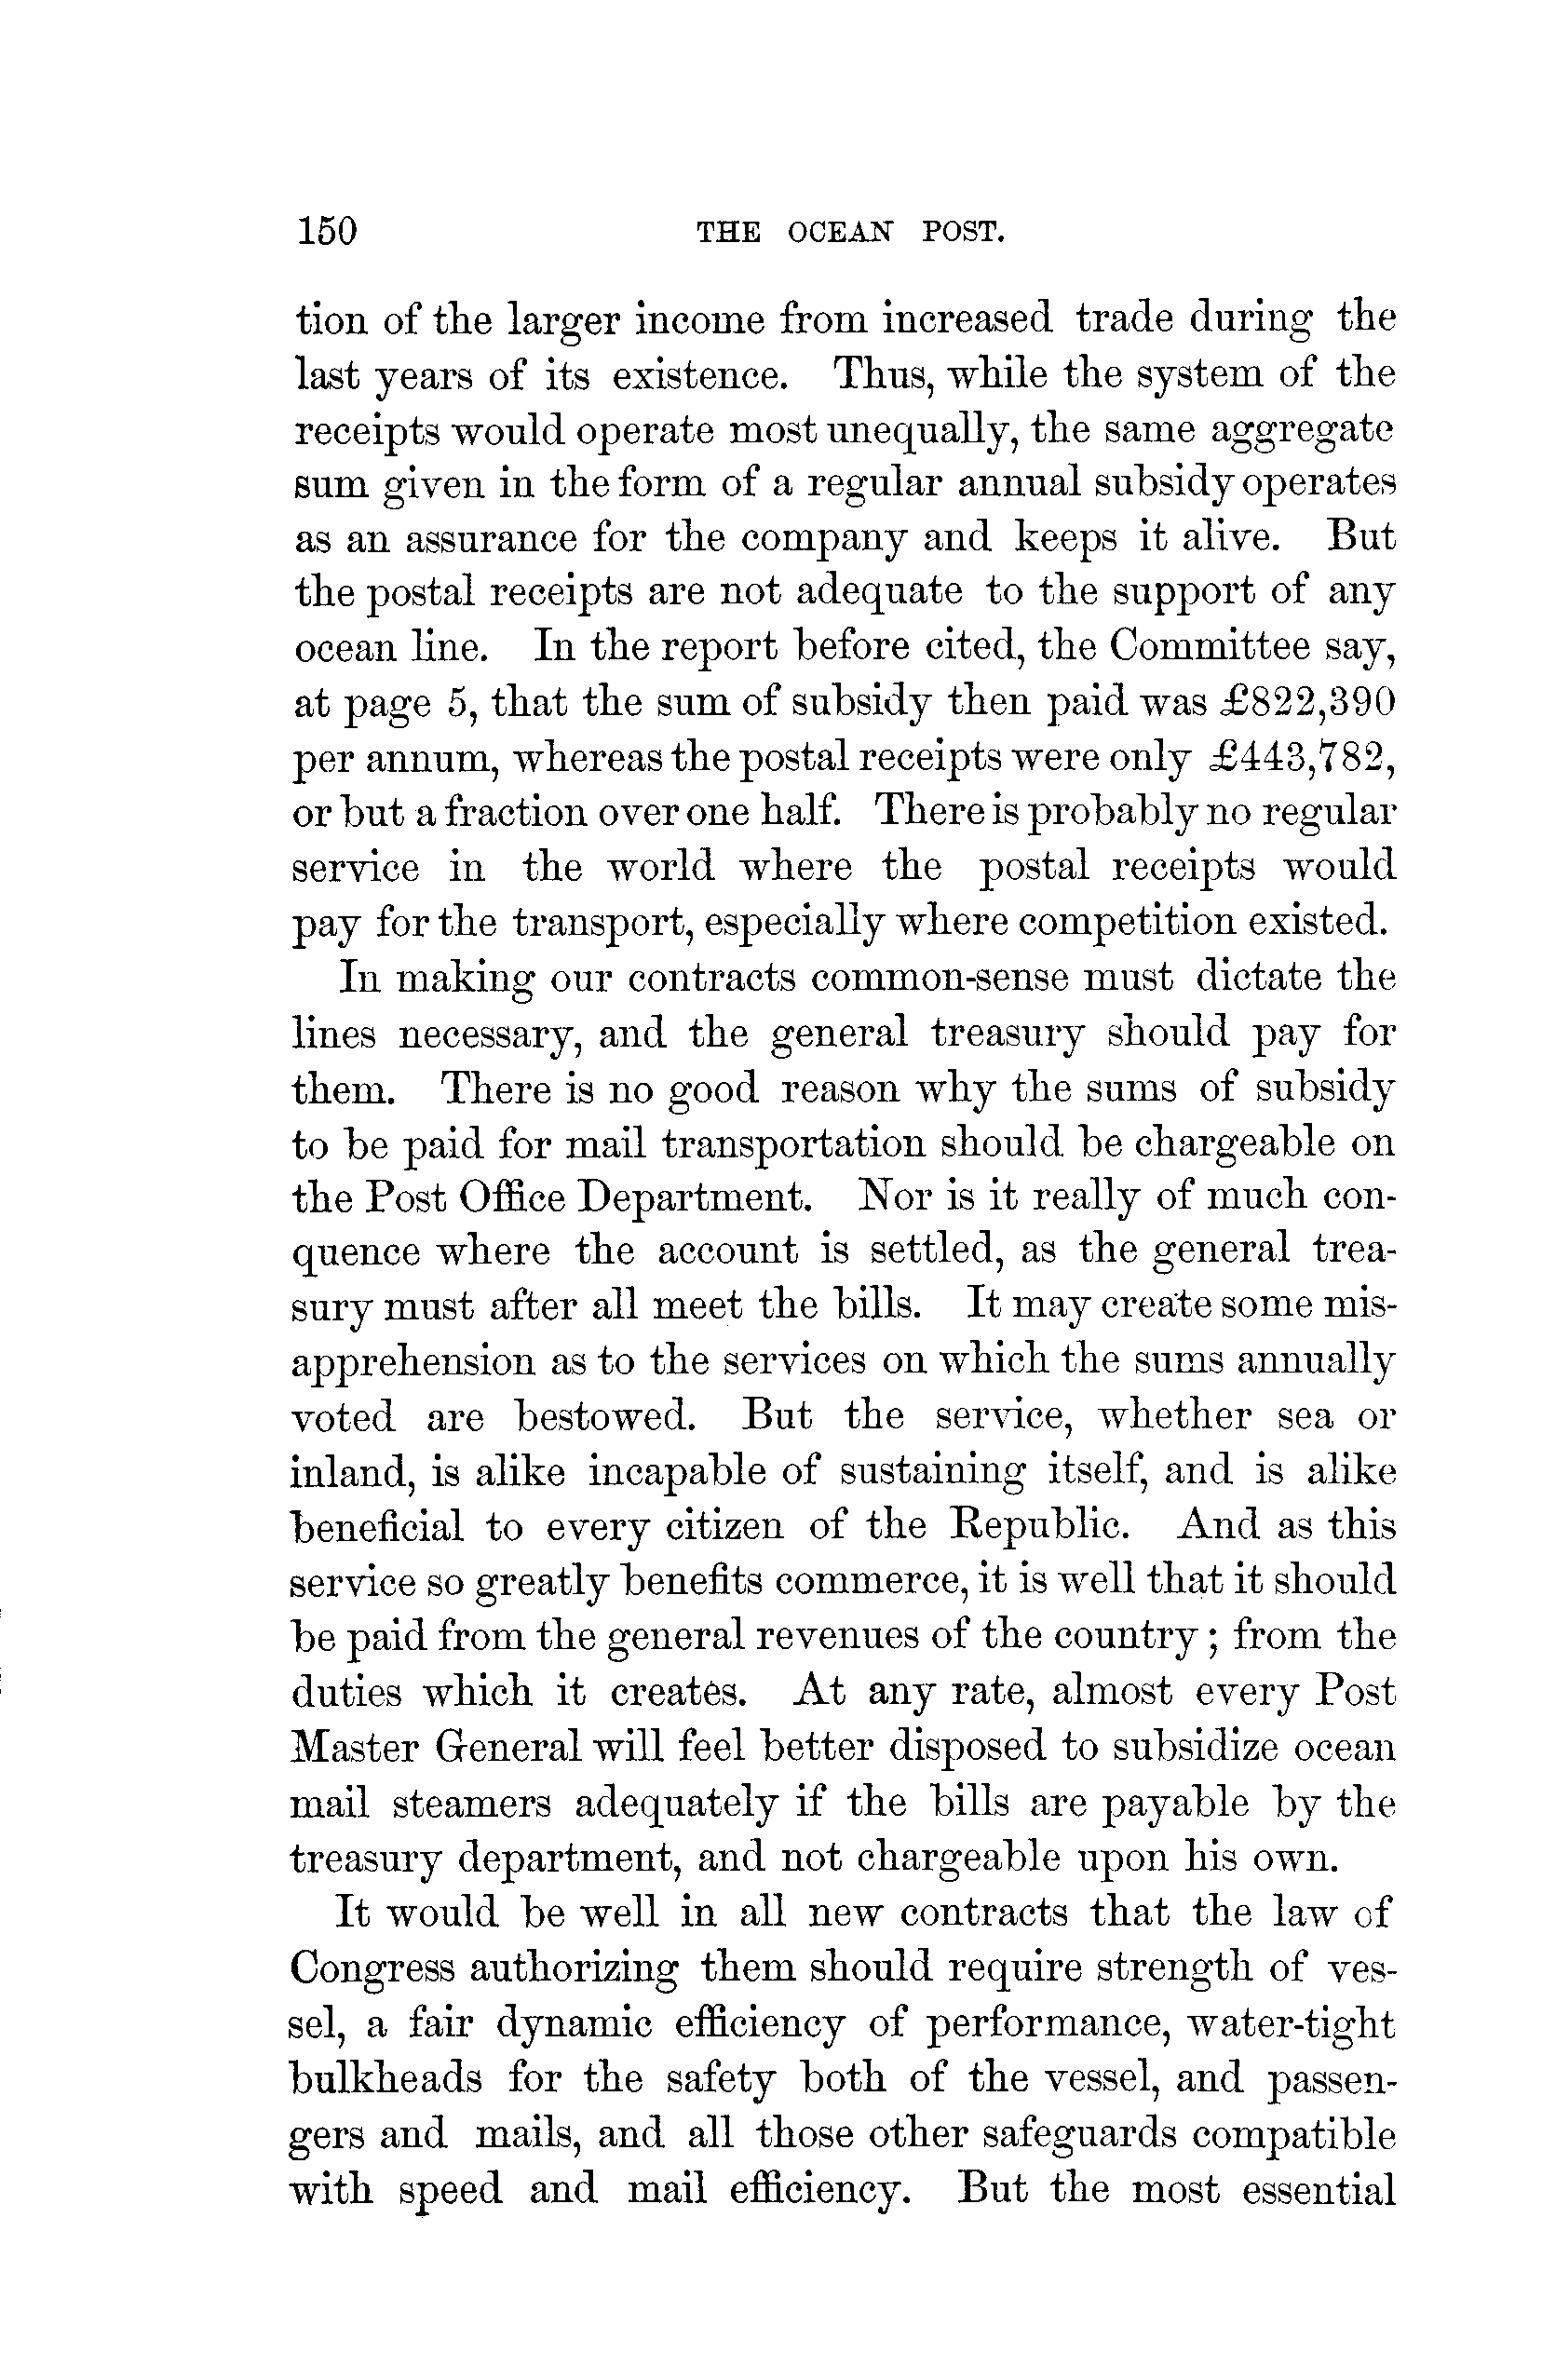 150 THE OCEAN POST.
tion of the larger income from increased trade during the
last years of its existence. Thus, while the system of the
receipts would operate most unequally, the same aggregate
sum given in the form of a regular annual subsidy operates
as an assurance for the company and keeps it alive. But
the postal receipts are not adequate to the support of any
ocean line. In the report before cited, the Committee say,
at page 5, that the sum of subsidy then paid was £822,390
per annum, whereas the postal receipts were only £443,782,
or but a fraction over one half. There is probably no regular
service in the world where the postal receipts would
pay for the transport, especially where competition existed.
In making our contracts common-sense must dictate the
lines necessary, and the general treasury should pay for
them. There is no good reason why the sums of subsidy
to be paid for mail transportation should be chargeable on
the Post Office Department. Nor is it really of much con-
quence where the account is settled, as the general trea-
sury must after all meet the bills. It may create some mis-
apprehension as to the services on which the sums annually
voted are bestowed. But the service, whether sea or
inland, is alike incapable of sustaining itself, and is alike
beneficial to every citizen of the Republic. And as this
service so greatly benefits commerce, it is well that it should
be paid from the general revenues of the country; from the
duties which it creates. At any rate, almost every Post
Master General will feel better disposed to subsidize ocean
mail steamers adequately if the bills are payable by the
treasury department, and not chargeable upon his own.
It would be well in all new contracts that the law of
Congress authorizing them should require strength of ves-
sel, a fair dynamic efficiency of performance, water-tight
bulkheads for the safety both of the vessel, and passen-
gers and mails, and all those other safeguards compatible
with speed and mail efficiency. But the most essential